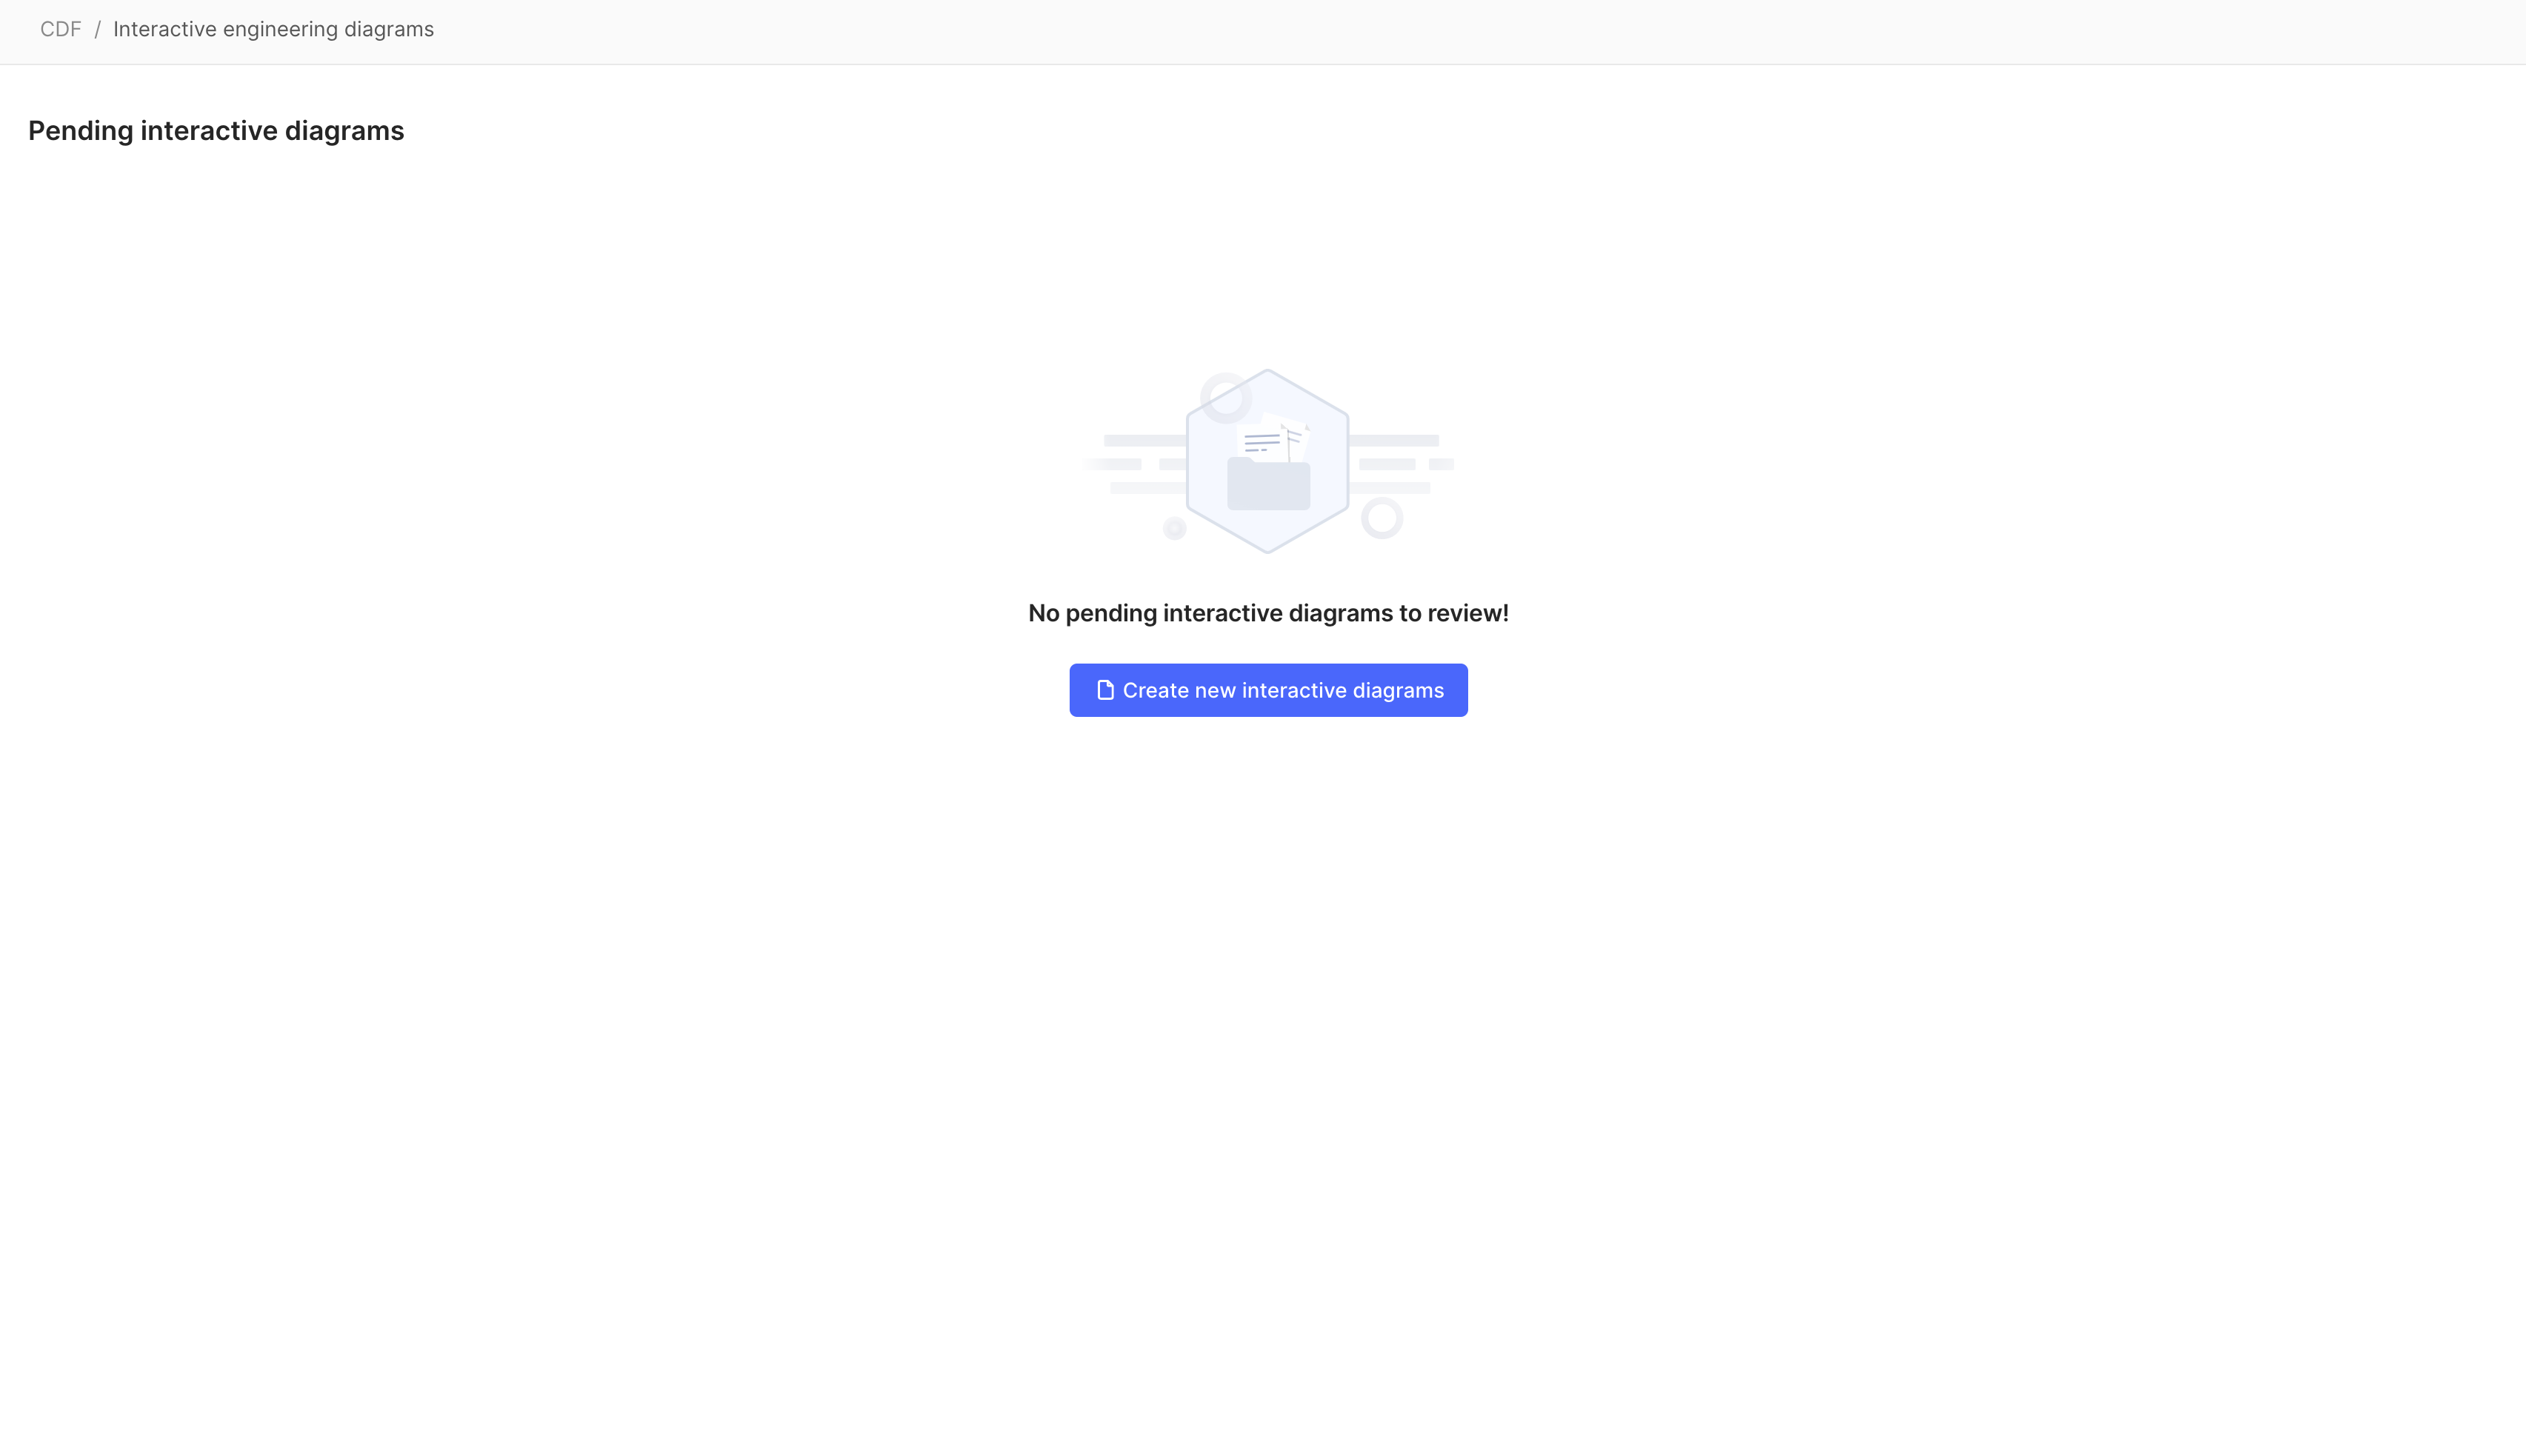 CDF / Interactive engineering diagrams
Pending interactive diagrams
No pending interactive diagrams to review!
Create new interactive diagrams